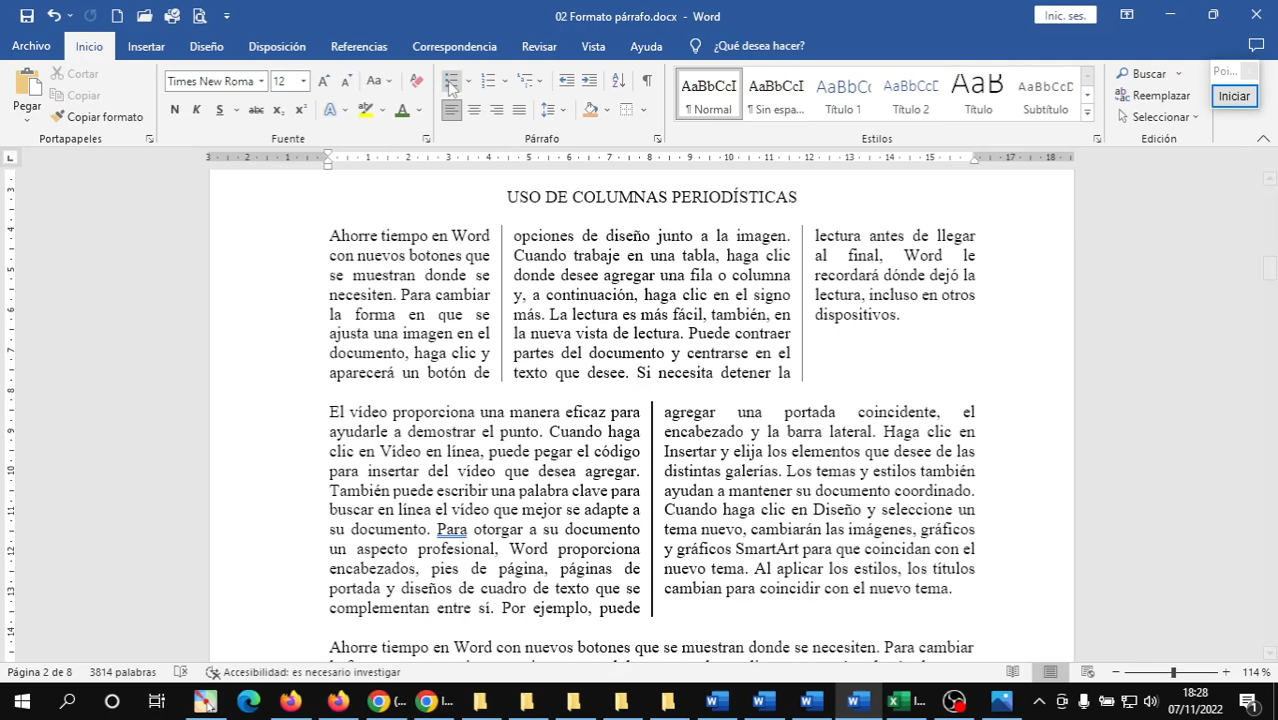 02 Formato párrafo.docx - Word
Inic. ses.
Archivo Inicio Insertar Diseño Disposición Referencias Correspondencia Revisar Vista Ayuda ¿Qué desea hacer?
Pegar
Cortar
Copiar
Copiar formato
Portapapeles
Times New Roma 12
Fuente
Párrafo
AaBbCcI AaBbCcI AaBbCc AaBbCcD AaB AaBbCcD
¶ Normal ¶ Sin espa... Título 1 Título 2 Título Subtítulo
Estilos
Buscar
Reemplazar
Seleccionar
Edición
Poi...
Iniciar
USO DE COLUMNAS PERIODÍSTICAS
Ahorre tiempo en Word
con nuevos botones que
se muestran donde se
necesiten. Para cambiar
la forma en que se
ajusta una imagen en el
documento, haga clic y
aparecerá un botón de
opciones de diseño junto a la imagen.
Cuando trabaje en una tabla, haga clic
donde desee agregar una fila o columna
y, a continuación, haga clic en el signo
más. La lectura es más fácil, también, en
la nueva vista de lectura. Puede contraer
partes del documento y centrarse en el
texto que desee. Si necesita detener la
lectura antes de llegar
al final, Word le
recordará dónde dejó la
lectura, incluso en otros
dispositivos.
El vídeo proporciona una manera eficaz para
ayudarle a demostrar el punto. Cuando haga
clic en Vídeo en línea, puede pegar el código
para insertar del vídeo que desea agregar.
También puede escribir una palabra clave para
buscar en línea el vídeo que mejor se adapte a
su documento. Para otorgar a su documento
un aspecto profesional, Word proporciona
encabezados, pies de página, páginas de
portada y diseños de cuadro de texto que se
complementan entre sí. Por ejemplo, puede
agregar una portada coincidente, el
encabezado y la barra lateral. Haga clic en
Insertar y elija los elementos que desee de las
distintas galerías. Los temas y estilos también
ayudan a mantener su documento coordinado.
Cuando haga clic en Diseño y seleccione un
tema nuevo, cambiarán las imágenes, gráficos
y gráficos SmartArt para que coincidan con el
nuevo tema. Al aplicar los estilos, los títulos
cambian para coincidir con el nuevo tema.
Ahorre tiempo en Word con nuevos botones que se muestran donde se necesiten. Para cambiar
Página 2 de 8 3814 palabras Accesibilidad: es necesario investigar 114 %
18:28
07/11/2022